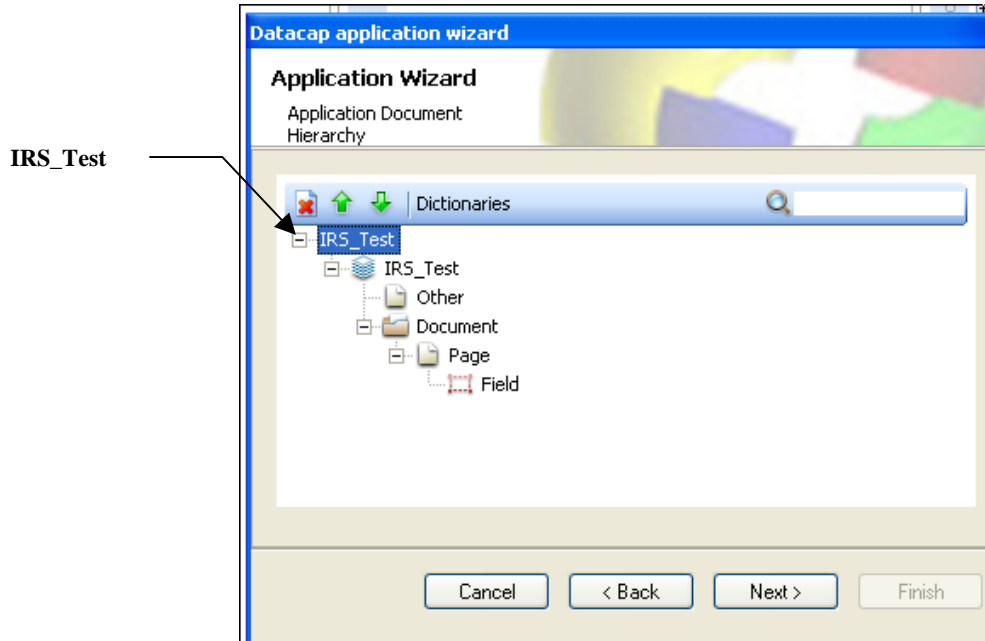 Datacap application wizard
Application Wizard
Application Document
Hierarchy
IRS_Test
Dictionaries
IRS_Test
IRS_Test
Other
Document
Page
Field
Cancel
< Back
Next >
Finish